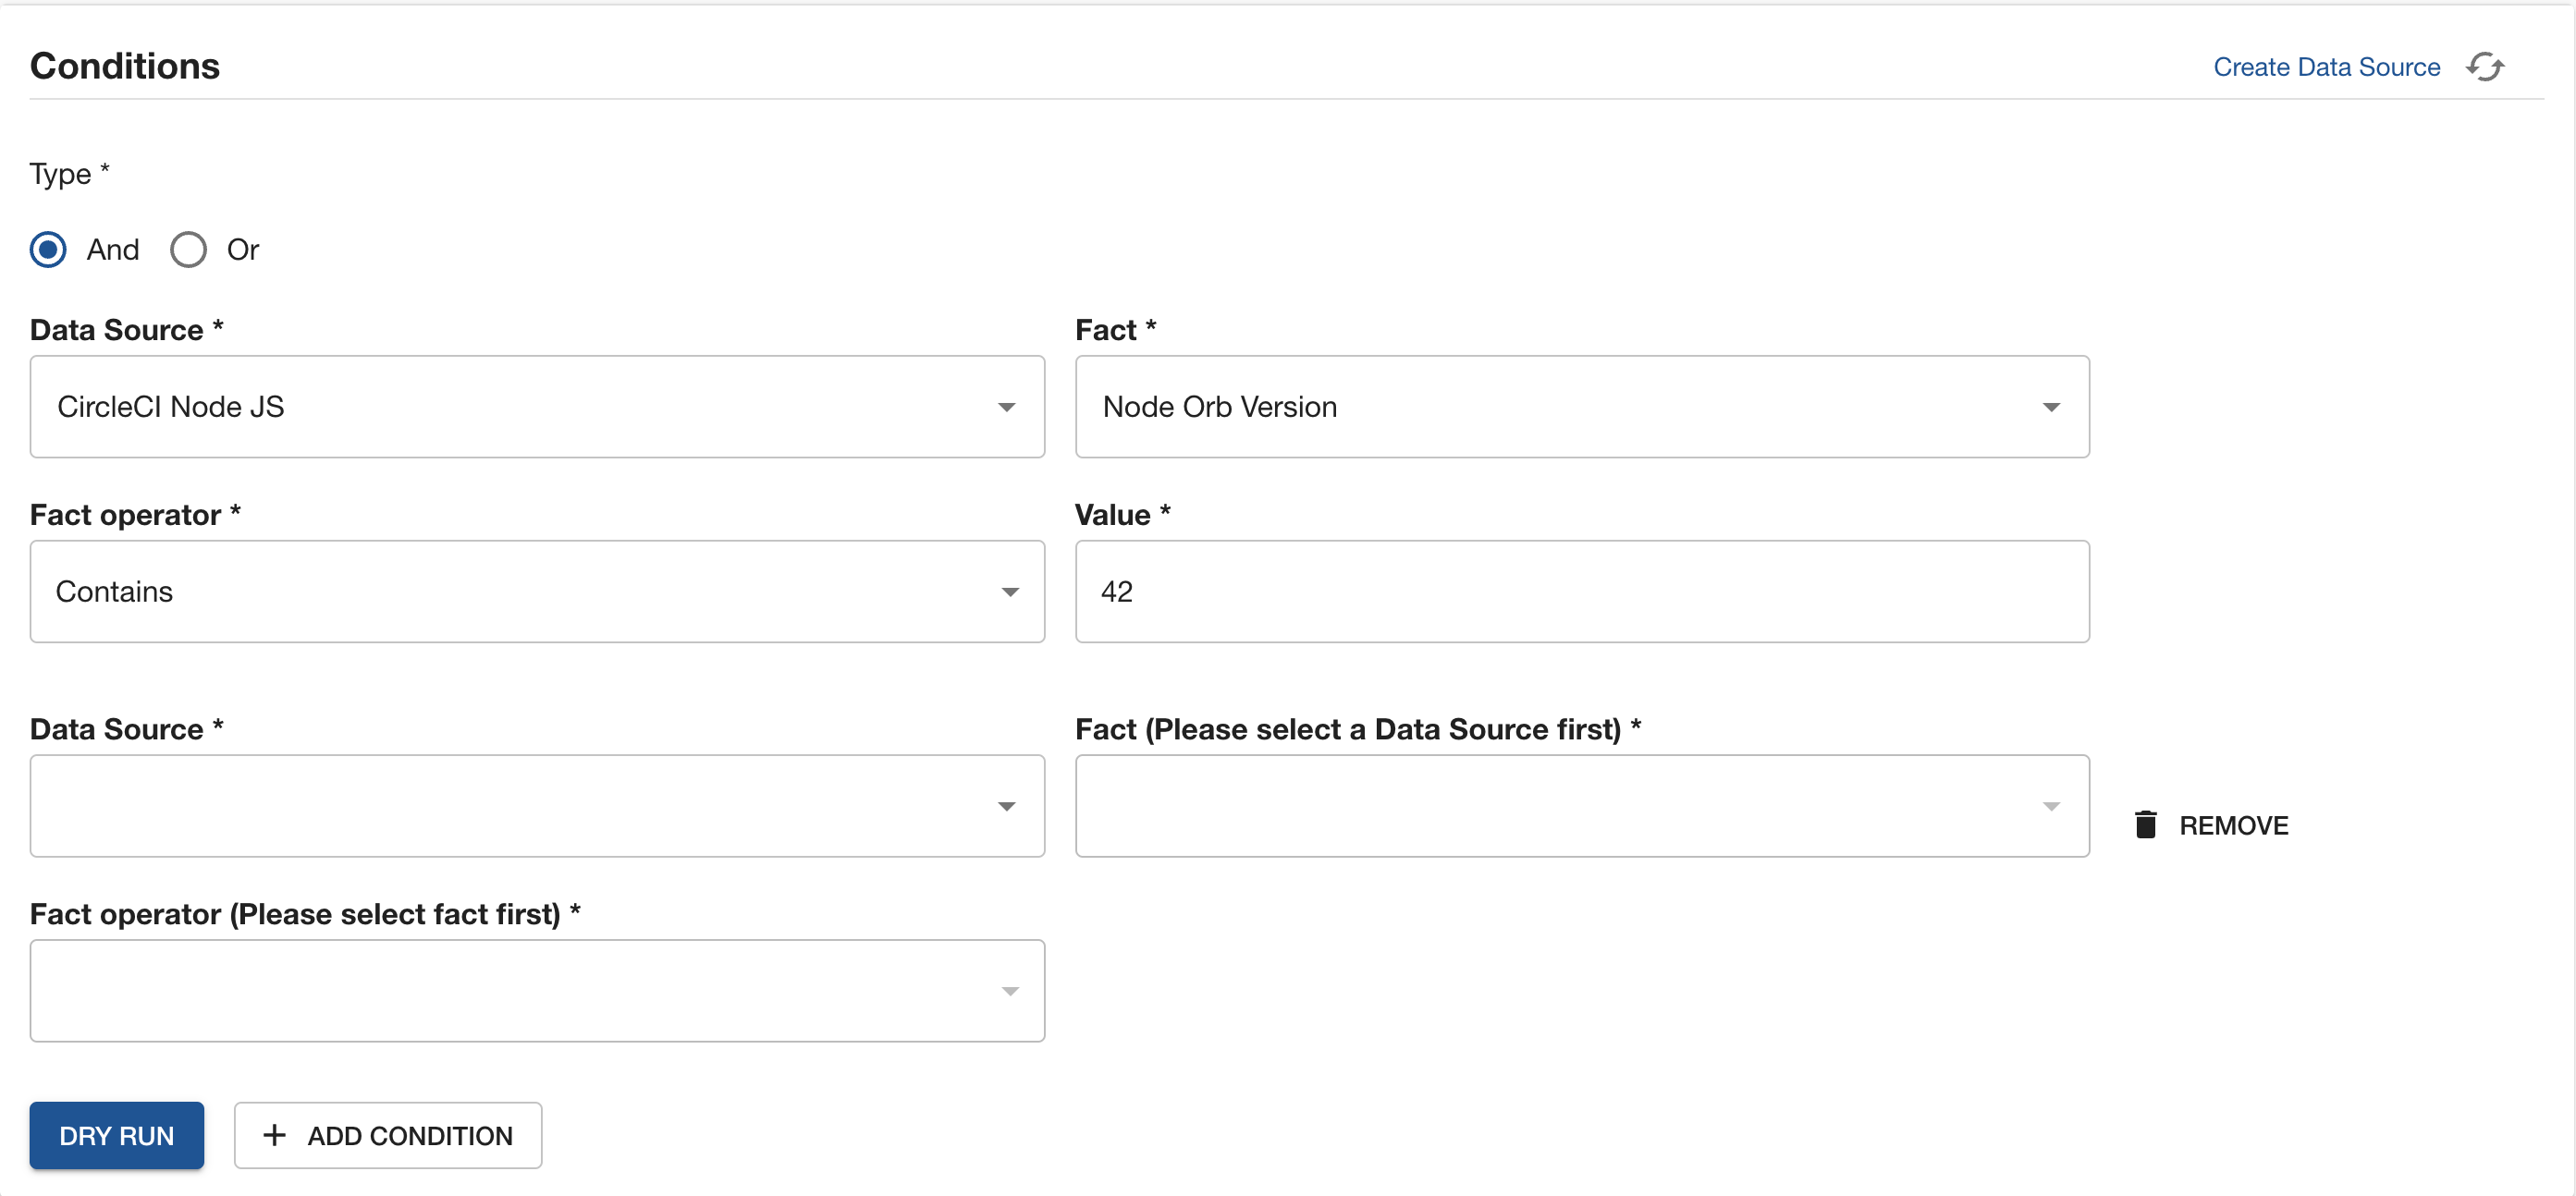 Conditions
Create Data Source
Type *
And
Or
Data Source *
Fact *
CircleCI Node JS
Node Orb Version
Fact operator *
Value *
Contains
42
Data Source *
Fact (Please select a Data Source first) *
REMOVE
Fact operator (Please select fact first) *
DRY RUN
+ ADD CONDITION